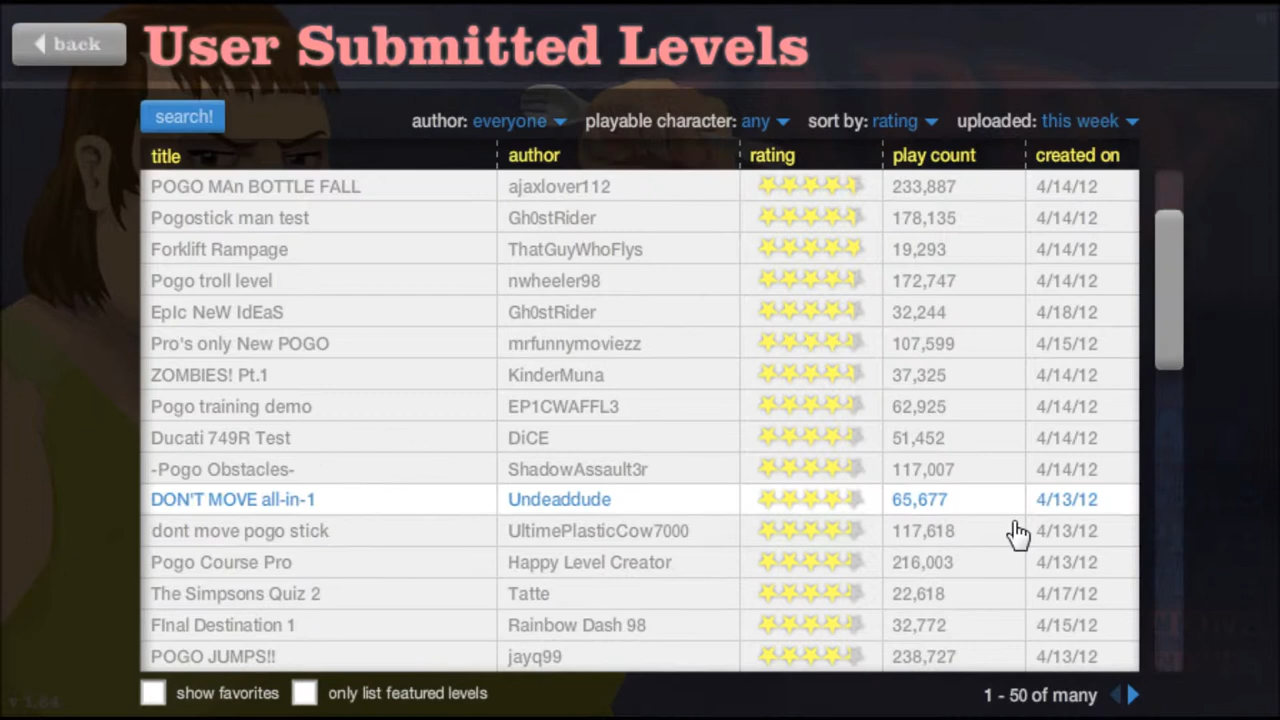 back
User Submitted Levels
search! author: everyone playable character: any sort by: rating uploaded: this week
title author rating play count created on
POGO MAn BOTTLE FALL ajaxlover112 233,887 4/14/12
Pogostick man test Gh0stRider 178,135 4/14/12
Forklift Rampage ThatGuyWhoFlys 19,293 4/14/12
Pogo troll level nwheeler98 172,747 4/14/12
EpIc NeW IdEaS Gh0stRider 32,244 4/18/12
Pro's only New POGO mrfunnymoviezz 107,599 4/15/12
ZOMBIES! Pt.1 KinderMuna 37,325 4/14/12
Pogo training demo EP1CWAFFL3 62,925 4/14/12
Ducati 749R Test DiCE 51,452 4/14/12
-Pogo Obstacles- ShadowAssault3r 117,007 4/14/12
DON'T MOVE all-in-1 Undeaddude 65,677 4/13/12
dont move pogo stick UltimePlasticCow7000 117,618 4/13/12
Pogo Course Pro Happy Level Creator 216,003 4/13/12
The Simpsons Quiz 2 Tatte 22,618 4/17/12
FInal Destination 1 Rainbow Dash 98 32,772 4/15/12
POGO JUMPS!! jayq99 238,727 4/13/12
show favorites only list featured levels 1 - 50 of many